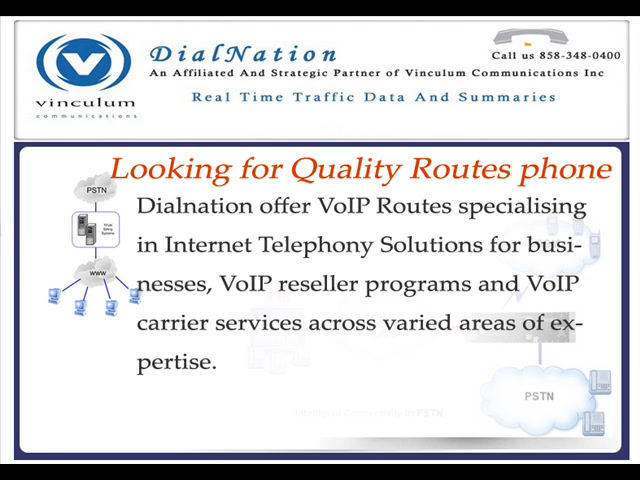 DialNation
Call us 858-348-0400
An Affiliated And Strategic Partner of Vinculum Communications Inc
vinculum
communications
Real Time Traffic Data And Summaries
Looking for Quality Routes phone
PSTN
Dialnation offer VoIP Routes specialising
in Internet Telephony Solutions for busi-
nesses, VoIP reseller programs and VoIP
carrier services across varied areas of ex-
pertise.
WWW
PSTN
Intelligent Connectivity to PSTN